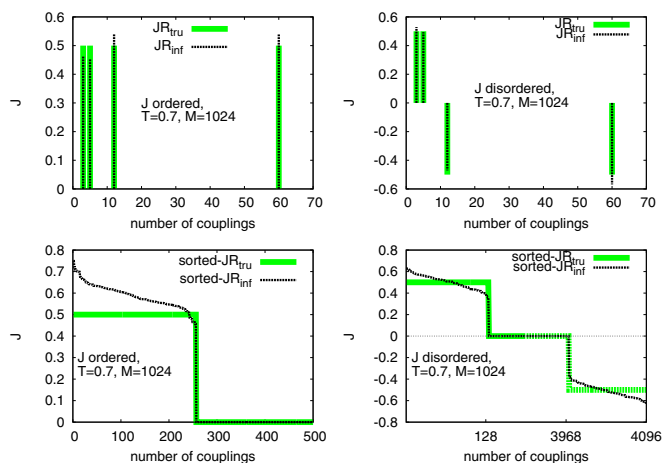 JR_tru
JR_inf
J ordered,
T=0.7, M=1024
J
0
0.1
0.2
0.3
0.4
0.5
0.6
0 10 20 30 40 50 60 70
number of couplings
JR_tru
JR_inf
J disordered
T=0.7, M=1024
-0.6
-0.4
-0.2
0
0.2
0.4
0.6
0 10 20 30 40 50 60 70
number of couplings
sorted-JR_tru
sorted-JR_inf
J ordered,
T=0.7, M=1024
J
0
0.1
0.2
0.3
0.4
0.5
0.6
0.7
0.8
0 100 200 300 400 500
number of couplings
sorted-JR_tru
sorted-JR_inf
J disordered,
T=0.7, M=1024
-0.8
-0.6
-0.4
-0.2
0
0.2
0.4
0.6
0.8
128 3968 4096
number of couplings